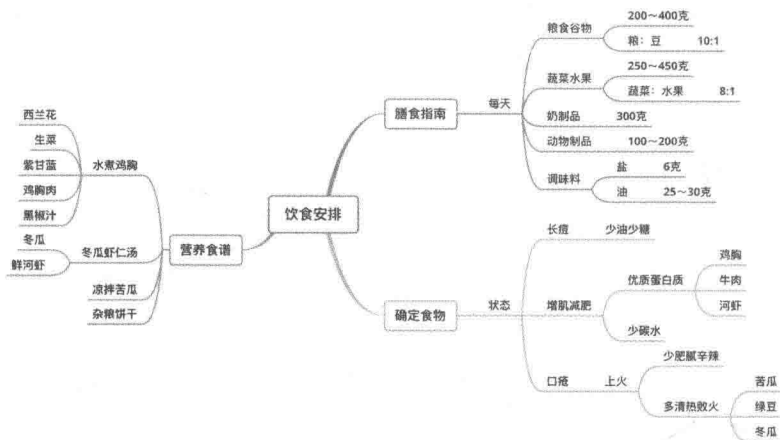 饮食安排
膳食指南
每天
粮食谷物
200～400克
粮：豆 10:1
蔬菜水果
250～450克
蔬菜：水果 8:1
奶制品 300克
动物制品 100～200克
调味料
盐 6克
油 25～30克
确定食物
状态
长痘 少油少糖
增肌减肥
优质蛋白质
鸡胸
牛肉
河虾
少碳水
口疮 上火
少肥腻辛辣
多清热败火
苦瓜
绿豆
冬瓜
营养食谱
水煮鸡胸
西兰花
生菜
紫甘蓝
鸡胸肉
黑椒汁
冬瓜虾仁汤
冬瓜
鲜河虾
凉拌苦瓜
杂粮饼干